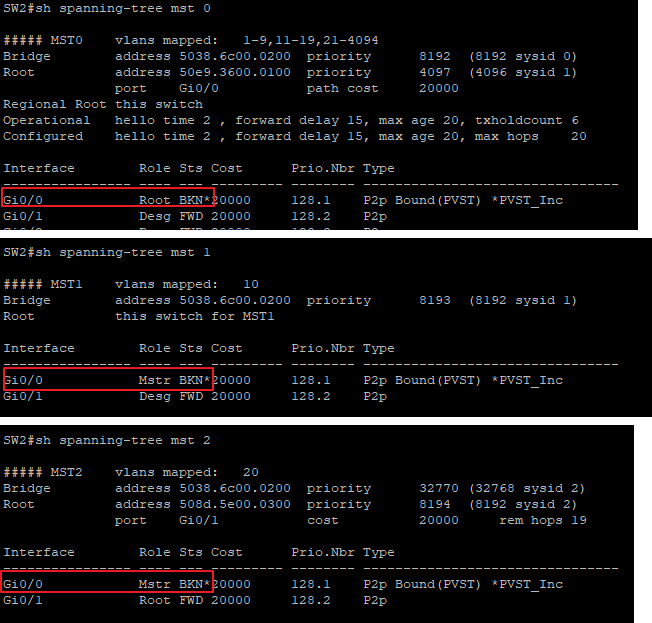 SW2#sh spanning-tree mst 0
##### MST0    vlans mapped:   1-9,11-19,21-4094
Bridge        address 5038.6c00.0200  priority      8192  (8192 sysid 0)
Root          address 50e9.3600.0100  priority      4097  (4096 sysid 1)
              port    Gi0/0           path cost     20000
Regional Root this switch
Operational   hello time 2 , forward delay 15, max age 20, txholdcount 6
Configured    hello time 2 , forward delay 15, max age 20, max hops    20
Interface        Role Sts Cost      Prio.Nbr Type
---------------- ---- --- --------- -------- --------------------------------
Gi0/0            Root BKN*20000     128.1    P2p Bound(PVST) *PVST_Inc
Gi0/1            Desg FWD 20000     128.2    P2p
SW2#sh spanning-tree mst 1
##### MST1    vlans mapped:   10
Bridge        address 5038.6c00.0200  priority      8193  (8192 sysid 1)
Root          this switch for MST1
Interface        Role Sts Cost      Prio.Nbr Type
---------------- ---- --- --------- -------- --------------------------------
Gi0/0            Mstr BKN*20000     128.1    P2p Bound(PVST) *PVST_Inc
Gi0/1            Desg FWD 20000     128.2    P2p
SW2#sh spanning-tree mst 2
##### MST2    vlans mapped:   20
Bridge        address 5038.6c00.0200  priority      32770 (32768 sysid 2)
Root          address 508d.5e00.0300  priority      8194  (8192 sysid 2)
              port    Gi0/1           cost          20000     rem hops 19
Interface        Role Sts Cost      Prio.Nbr Type
---------------- ---- --- --------- -------- --------------------------------
Gi0/0            Mstr BKN*20000     128.1    P2p Bound(PVST) *PVST_Inc
Gi0/1            Root FWD 20000     128.2    P2p